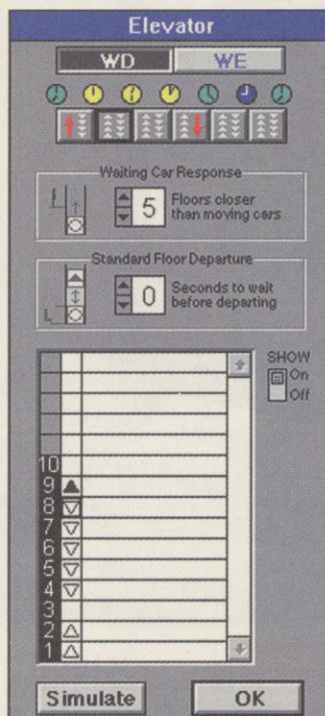 Elevator
WD WE
Waiting Car Response
5 Floors closer
than moving cars
Standard Floor Departure
0 Seconds to wait
before departing
SHOW
On
Off
10
9
8
7
6
5
4
3
2
1
Simulate OK